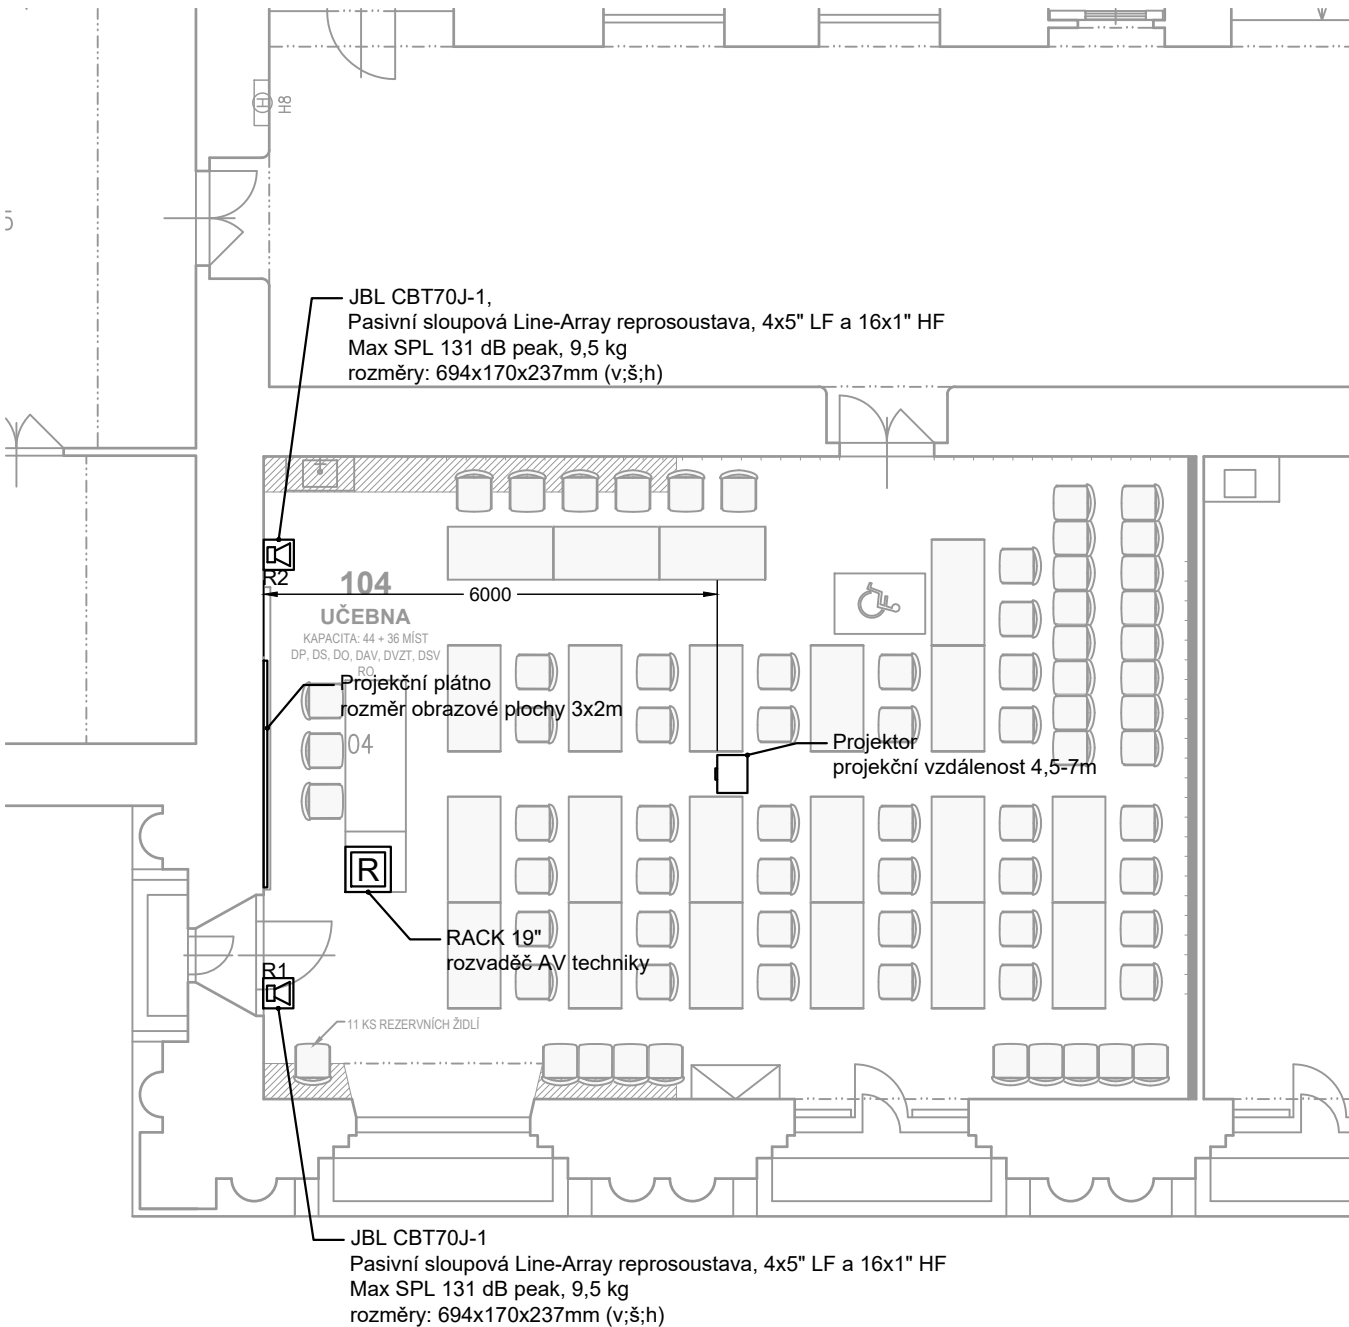 H
H8
5
JBL CBT70J-1,
Pasivní sloupová Line-Array reprosoustava, 4x5" LF a 16x1" HF
Max SPL 131 dB peak, 9,5 kg
rozměry: 694x170x237mm (v;š;h)
R2
104
UČEBNA
KAPACITA: 44 + 36 MÍST
DP, DS, DO, DAV, DVZT, DSV
RO
6000
Projekční plátno
rozměr obrazové plochy 3x2m
04
Projektor
projekční vzdálenost 4,5-7m
R
RACK 19"
rozvaděč AV techniky
R1
11 KS REZERVNÍCH ŽIDLÍ
JBL CBT70J-1
Pasivní sloupová Line-Array reprosoustava, 4x5" LF a 16x1" HF
Max SPL 131 dB peak, 9,5 kg
rozměry: 694x170x237mm (v;š;h)